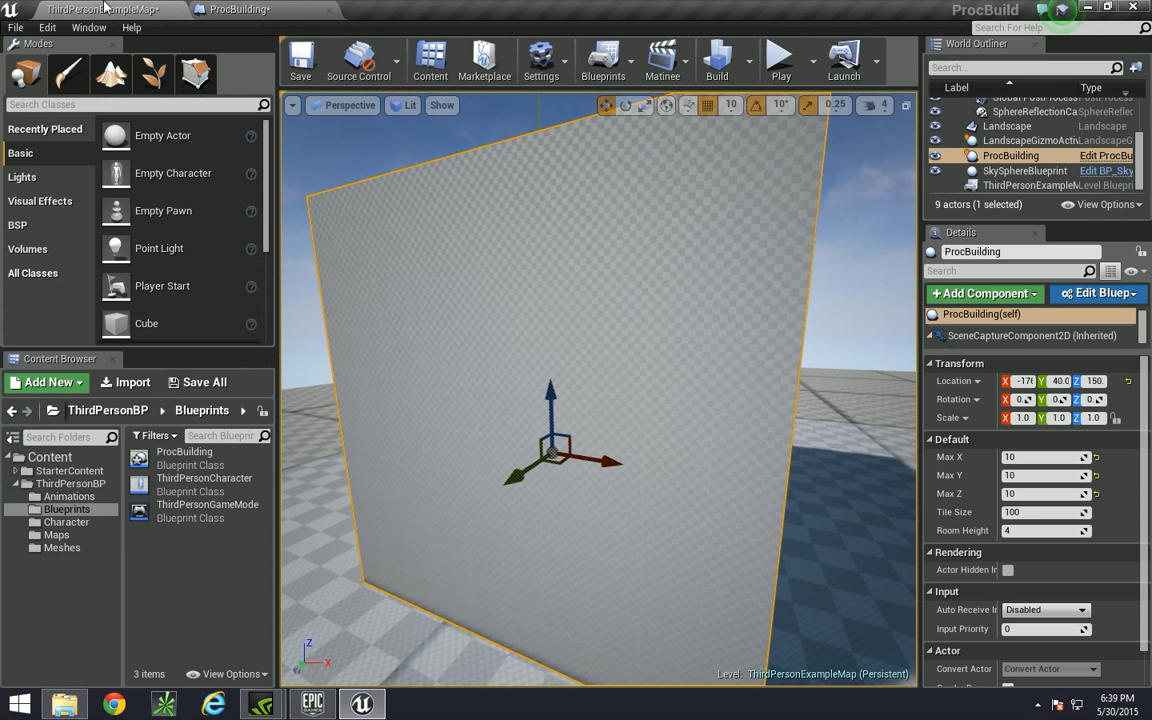 ThirdPersonExampleMap*
ProcBuilding*
ProcBuild
File Edit Window Help
Search For Help
Modes
Search Classes
Recently Placed
Basic
Lights
Visual Effects
BSP
Volumes
All Classes
Empty Actor
Empty Character
Empty Pawn
Point Light
Player Start
Cube
Save
Source Control
Content
Marketplace
Settings
Blueprints
Matinee
Build
Play
Launch
Perspective
Lit
Show
10
10°
0.25
4
World Outliner
Search...
Label Type
SphereReflectionCa SphereReflec
Landscape Landscape
LandscapeGizmoActiv LandscapeG
ProcBuilding Edit ProcBu
SkySphereBlueprint Edit BP_Sky
ThirdPersonExampleM Level Bluepri
9 actors (1 selected)
View Options
Details
ProcBuilding
Search
+Add Component
Edit Bluep
ProcBuilding(self)
SceneCaptureComponent2D (Inherited)
Transform
Location X -176 Y 40.0 Z 150.
Rotation X 0. Y 0. Z 0.
Scale X 1.0 Y 1.0 Z 1.0
Default
Max X 10
Max Y 10
Max Z 10
Tile Size 100
Room Height 4
Rendering
Actor Hidden In
Input
Auto Receive In Disabled
Input Priority 0
Actor
Convert Actor Convert Actor
Content Browser
Add New
Import
Save All
ThirdPersonBP
Blueprints
Search Folders
Filters
Search Blueprir
Content
StarterContent
ThirdPersonBP
Animations
Blueprints
Character
Maps
Meshes
ProcBuilding
Blueprint Class
ThirdPersonCharacter
Blueprint Class
ThirdPersonGameMode
Blueprint Class
3 items
View Options
Z
X
Level: ThirdPersonExampleMap (Persistent)
EPIC
6:39 PM
5/30/2015